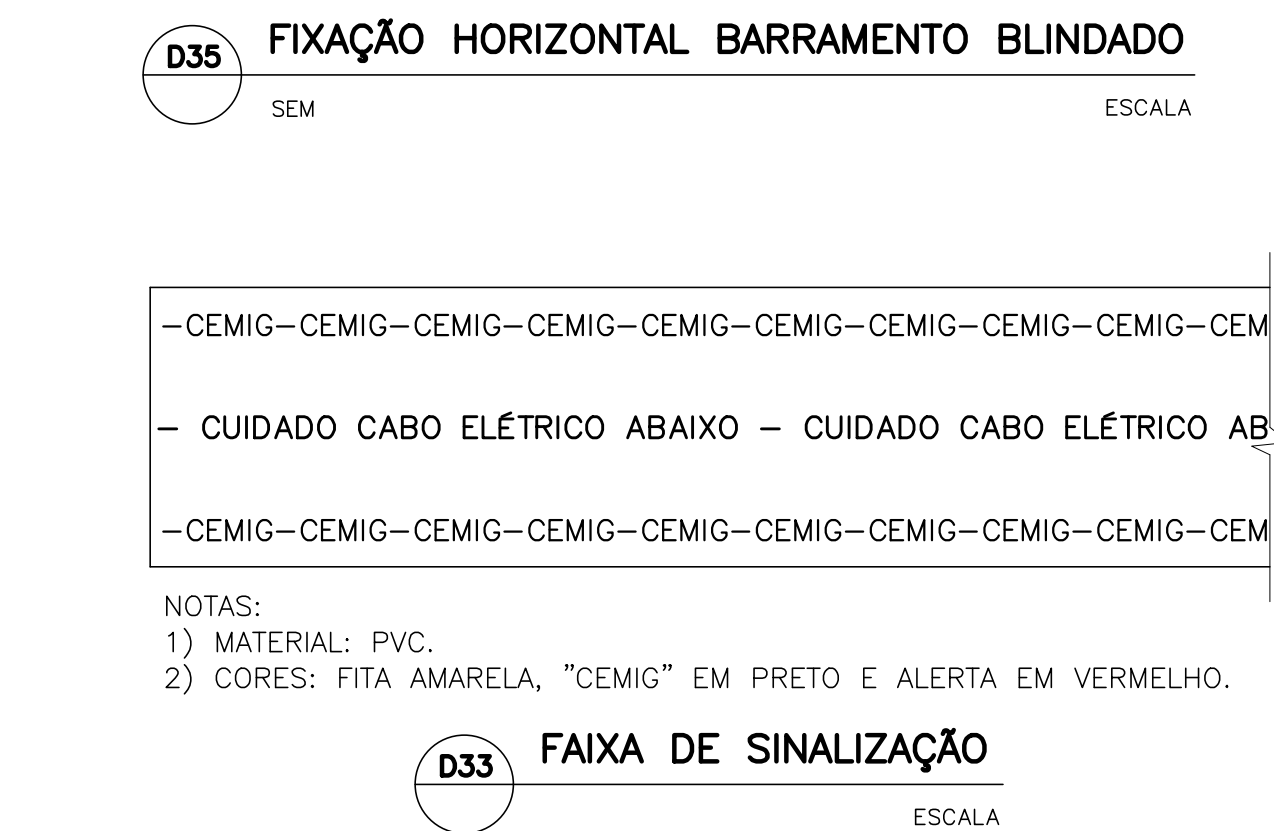 D35 FIXAÇÃO HORIZONTAL BARRAMENTO BLINDADO
SEM ESCALA
-CEMIG-CEMIG-CEMIG-CEMIG-CEMIG-CEMIG-CEMIG-CEMIG-CEMIG-CEM
- CUIDADO CABO ELÉTRICO ABAIXO - CUIDADO CABO ELÉTRICO AB
-CEMIG-CEMIG-CEMIG-CEMIG-CEMIG-CEMIG-CEMIG-CEMIG-CEMIG-CEM
NOTAS:
1) MATERIAL: PVC.
2) CORES: FITA AMARELA, "CEMIG" EM PRETO E ALERTA EM VERMELHO.
D33 FAIXA DE SINALIZAÇÃO
ESCALA